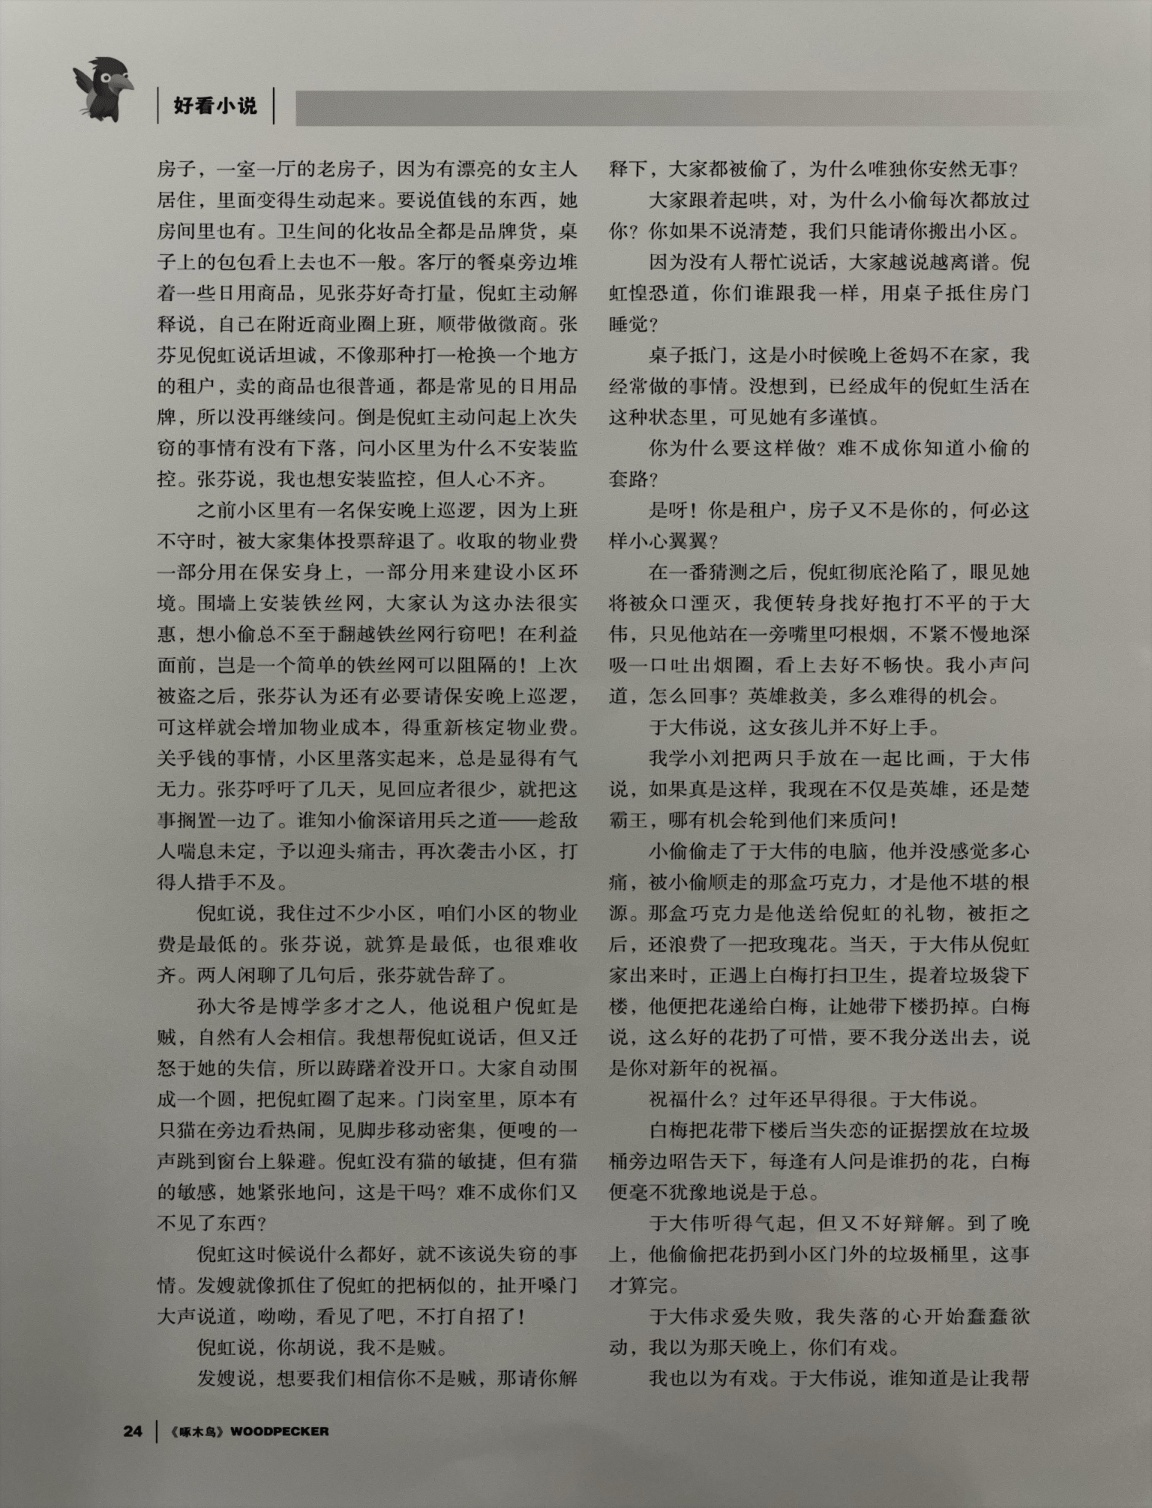 好看小说
房子，一室一厅的老房子，因为有漂亮的女主人
居住，里面变得生动起来。要说值钱的东西，她
房间里也有。卫生间的化妆品全都是品牌货，桌
子上的包包看上去也不一般。客厅的餐桌旁边堆
着一些日用商品，见张芬好奇打量，倪虹主动解
释说，自己在附近商业圈上班，顺带做微商。张
芬见倪虹说话坦诚，不像那种打一枪换一个地方
的租户，卖的商品也很普通，都是常见的日用品
牌，所以没再继续问。倒是倪虹主动问起上次失
窃的事情有没有下落，问小区里为什么不安装监
控。张芬说，我也想安装监控，但人心不齐。
之前小区里有一名保安晚上巡逻，因为上班
不守时，被大家集体投票辞退了。收取的物业费
一部分用在保安身上，一部分用来建设小区环
境。围墙上安装铁丝网，大家认为这办法很实
惠，想小偷总不至于翻越铁丝网行窃吧！在利益
面前，岂是一个简单的铁丝网可以阻隔的！上次
被盗之后，张芬认为还有必要请保安晚上巡逻，
可这样就会增加物业成本，得重新核定物业费。
关乎钱的事情，小区里落实起来，总是显得有气
无力。张芬呼吁了几天，见回应者很少，就把这
事搁置一边了。谁知小偷深谙用兵之道——趁敌
人喘息未定，予以迎头痛击，再次袭击小区，打
得人措手不及。
倪虹说，我住过不少小区，咱们小区的物业
费是最低的。张芬说，就算是最低，也很难收
齐。两人闲聊了几句后，张芬就告辞了。
孙大爷是博学多才之人，他说租户倪虹是
贼，自然有人会相信。我想帮倪虹说话，但又迁
怒于她的失信，所以踌躇着没开口。大家自动围
成一个圆，把倪虹圈了起来。门岗室里，原本有
只猫在旁边看热闹，见脚步移动密集，便嗖的一
声跳到窗台上躲避。倪虹没有猫的敏捷，但有猫
的敏感，她紧张地问，这是干吗？难不成你们又
不见了东西？
倪虹这时候说什么都好，就不该说失窃的事
情。发嫂就像抓住了倪虹的把柄似的，扯开嗓门
大声说道，呦呦，看见了吧，不打自招了！
倪虹说，你胡说，我不是贼。
发嫂说，想要我们相信你不是贼，那请你解
释下，大家都被偷了，为什么唯独你安然无事？
大家跟着起哄，对，为什么小偷每次都放过
你？你如果不说清楚，我们只能请你搬出小区。
因为没有人帮忙说话，大家越说越离谱。倪
虹惶恐道，你们谁跟我一样，用桌子抵住房门
睡觉？
桌子抵门，这是小时候晚上爸妈不在家，我
经常做的事情。没想到，已经成年的倪虹生活在
这种状态里，可见她有多谨慎。
你为什么要这样做？难不成你知道小偷的
套路？
是呀！你是租户，房子又不是你的，何必这
样小心翼翼？
在一番猜测之后，倪虹彻底沦陷了，眼见她
将被众口湮灭，我便转身找好抱打不平的于大
伟，只见他站在一旁嘴里叼根烟，不紧不慢地深
吸一口吐出烟圈，看上去好不畅快。我小声问
道，怎么回事？英雄救美，多么难得的机会。
于大伟说，这女孩儿并不好上手。
我学小刘把两只手放在一起比画，于大伟
说，如果真是这样，我现在不仅是英雄，还是楚
霸王，哪有机会轮到他们来质问！
小偷偷走了于大伟的电脑，他并没感觉多心
痛，被小偷顺走的那盒巧克力，才是他不堪的根
源。那盒巧克力是他送给倪虹的礼物，被拒之
后，还浪费了一把玫瑰花。当天，于大伟从倪虹
家出来时，正遇上白梅打扫卫生，提着垃圾袋下
楼，他便把花递给白梅，让她带下楼扔掉。白梅
说，这么好的花扔了可惜，要不我分送出去，说
是你对新年的祝福。
祝福什么？过年还早得很。于大伟说。
白梅把花带下楼后当失恋的证据摆放在垃圾
桶旁边昭告天下，每逢有人问是谁扔的花，白梅
便毫不犹豫地说是于总。
于大伟听得气起，但又不好辩解。到了晚
上，他偷偷把花扔到小区门外的垃圾桶里，这事
才算完。
于大伟求爱失败，我失落的心开始蠢蠢欲
动，我以为那天晚上，你们有戏。
我也以为有戏。于大伟说，谁知道是让我帮
24 《啄木鸟》WOODPECKER